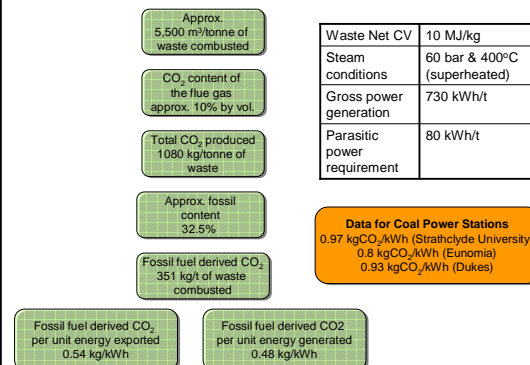 Approx.
5,500 m³/tonne of
waste combusted
CO₂ content of
the flue gas
approx. 10% by vol.
Total CO₂ produced
1080 kg/tonne of
waste
Approx. fossil
content
32.5%
Fossil fuel derived CO₂
351 kg/t of waste
combusted
Fossil fuel derived CO₂
per unit energy exported
0.54 kg/kWh
Fossil fuel derived CO2
per unit energy generated
0.48 kg/kWh
Waste Net CV 10 MJ/kg
Steam 60 bar & 400ºC
conditions (superheated)
Gross power 730 kWh/t
generation
Parasitic 80 kWh/t
power
requirement
Data for Coal Power Stations
0.97 kgCO₂/kWh (Strathclyde University
0.8 kgCO₂/kWh (Eunomia)
0.93 kgCO₂/kWh (Dukes)